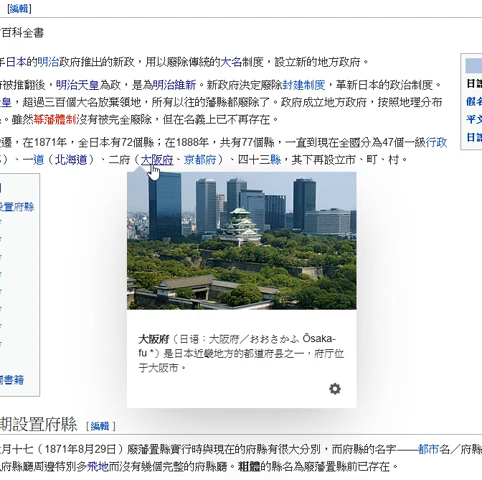 [編輯]
百科全書
年日本的明治政府推出的新政，用以廢除傳統的大名制度，設立新的地方政府。
被推翻後，明治天皇為政，是為明治維新。新政府決定廢除封建制度，革新日本的政治制度。
皇，超過三百個大名放棄領地，所有以往的藩縣都廢除了。政府成立地方政府，按照地理分布
。雖然幕藩體制沒有被完全廢除，但在名義上已不再存在。
遷，在1871年，全日本有72個縣；在1888年，共有77個縣，一直到現在全國分為47個一級行政
）、一道（北海道）、二府（大阪府、京都府）、四十三縣，其下再設立市、町、村。
設置府縣
圖書籍
大阪府（日语：大阪府／おおさかふ Ōsaka-
fu *）是日本近畿地方的都道府县之一，府厅位
于大阪市。
期設置府縣 [編輯]
月十七（1871年8月29日）廢藩置縣實行時與現在的府縣有很大分別，而府縣的名字——都市名／府縣
府縣廳周邊特別多飛地而沒有幾個完整的府縣廳。粗體的縣名為廢藩置縣前已存在。
日語
假名
平文
日語